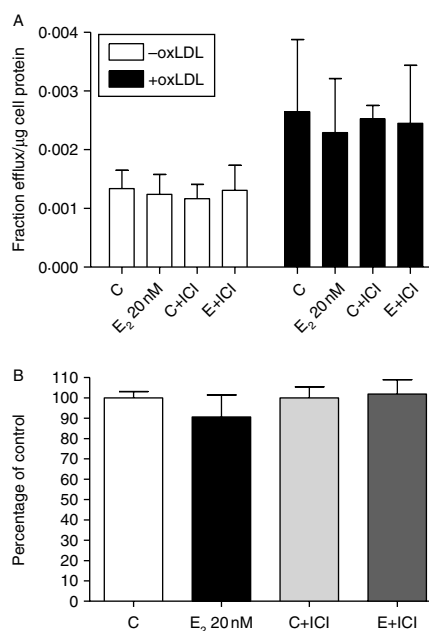 A
Fraction efflux/μg cell protein
0·004
0·003
0·002
0·001
0·000
–oxLDL
+oxLDL
C
E₂ 20 nM
C+ICI
E+ICI
C
E₂ 20 nM
C+ICI
E+ICI
B
Percentage of control
110
100
90
80
70
60
50
40
30
20
10
0
C
E₂ 20 nM
C+ICI
E+ICI